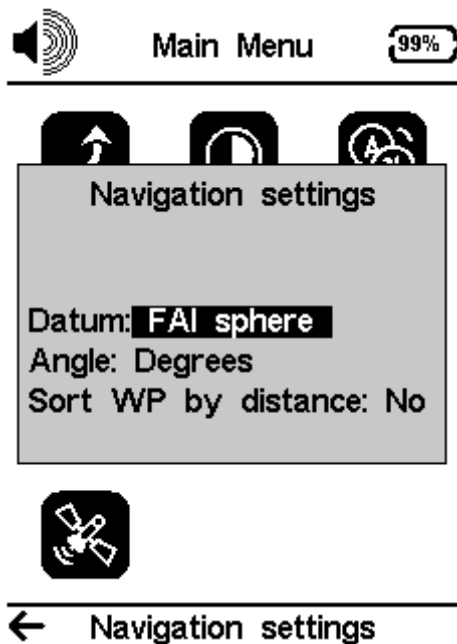 Main Menu 99%
Navigation settings
Datum: FAI sphere
Angle: Degrees
Sort WP by distance: No
Navigation settings